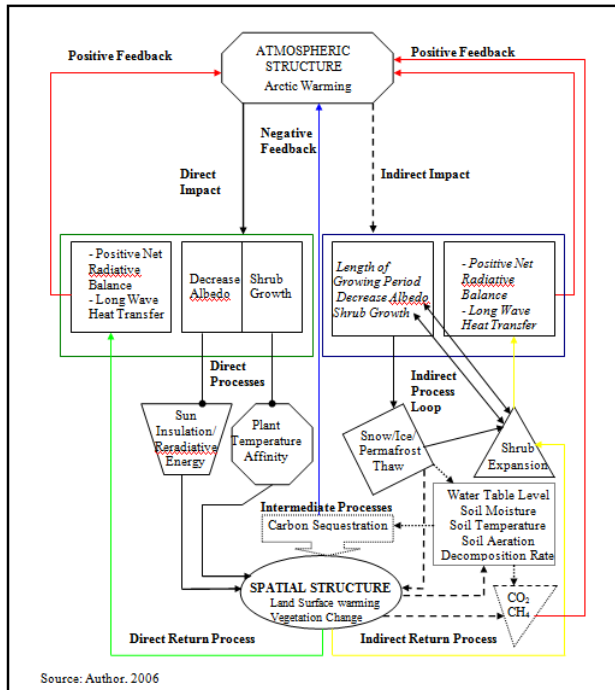 Positive Feedback
ATMOSPHERIC
STRUCTURE
Arctic Warming
Positive Feedback
Negative
Feedback
Direct
Impact
Indirect Impact
- Positive Net
Radiative
Balance
- Long Wave
Heat Transfer
Decrease
Albedo
Shrub
Growth
Length of
Growing Period
Decrease Albedo
Shrub Growth
- Positive Net
Radiative
Balance
- Long Wave
Heat Transfer
Direct
Processes
Indirect
Process
Loop
Sun
Insulation/
Reradiative
Energy
Plant
Temperature
Affinity
Snow/Ice/
Permafrost
Thaw
Shrub
Expansion
Intermediate Processes
Carbon Sequestration
Water Table Level
Soil Moisture
Soil Temperature
Soil Aeration
Decomposition Rate
SPATIAL STRUCTURE
Land Surface warming
Vegetation Change
CO2
CH4
Direct Return Process
Indirect Return Process
Source: Author. 2006